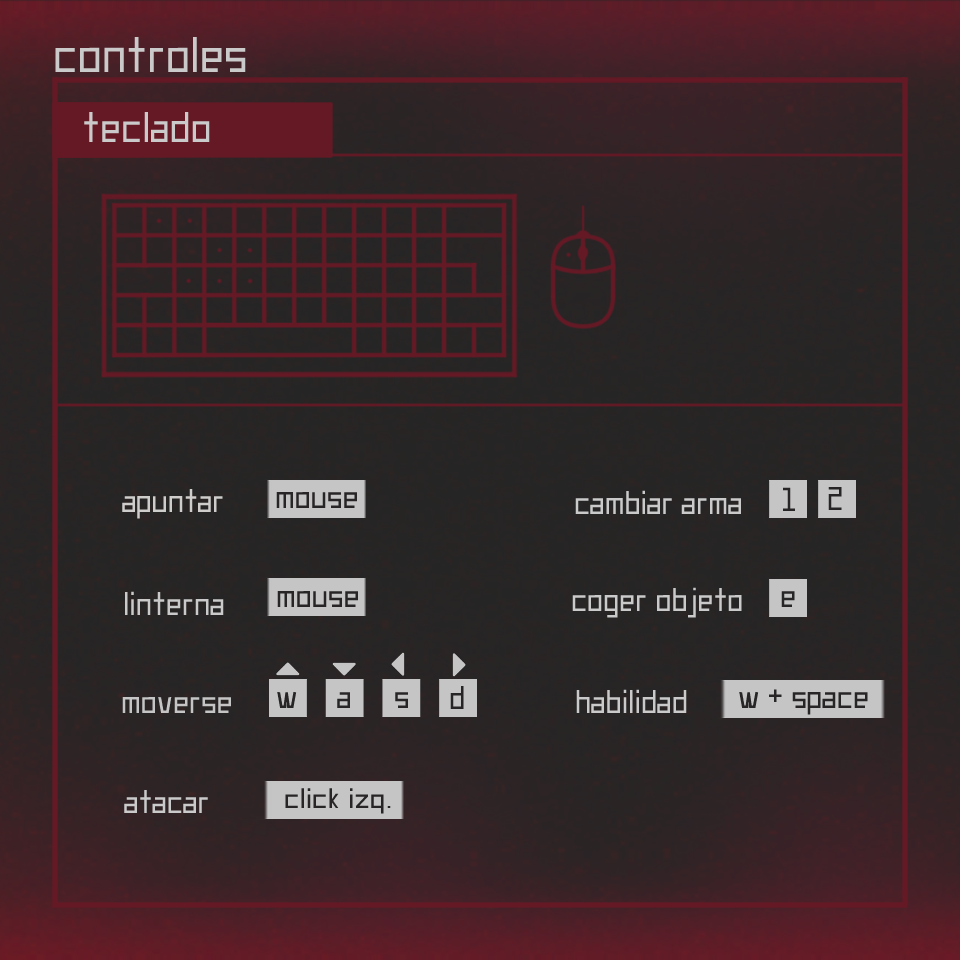 controles
teclado
apuntar mouse
linterna mouse
moverse w a s d
atacar click izq.
cambiar arma 1 2
coger objeto e
habilidad w + space